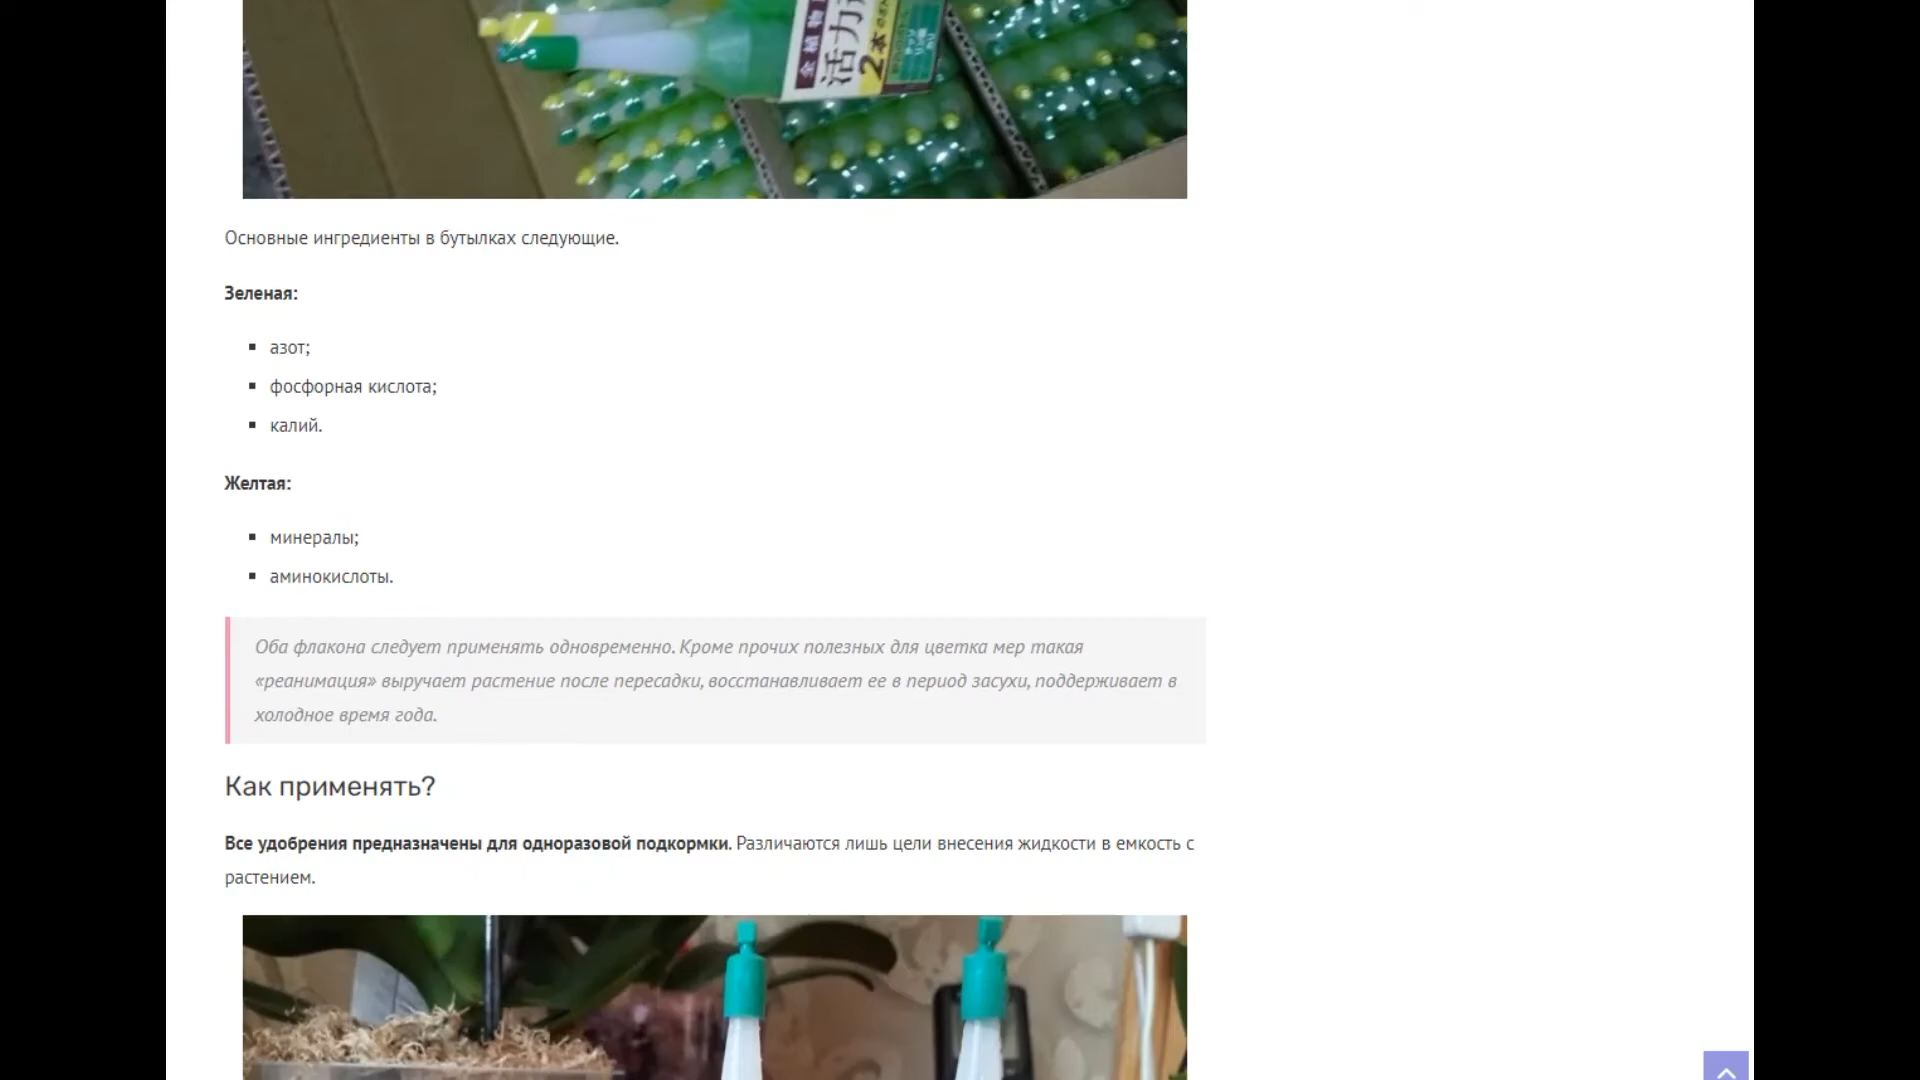 活力
2本
Основные ингредиенты в бутылках следующие.
Зеленая:
азот;
фосфорная кислота;
калий.
Желтая:
минералы;
аминокислоты.
Оба флакона следует применять одновременно. Кроме прочих полезных для цветка мер такая
«реанимация» выручает растение после пересадки, восстанавливает ее в период засухи, поддерживает в
холодное время года.
Как применять?
Все удобрения предназначены для одноразовой подкормки. Различаются лишь цели внесения жидкости в емкость с
растением.